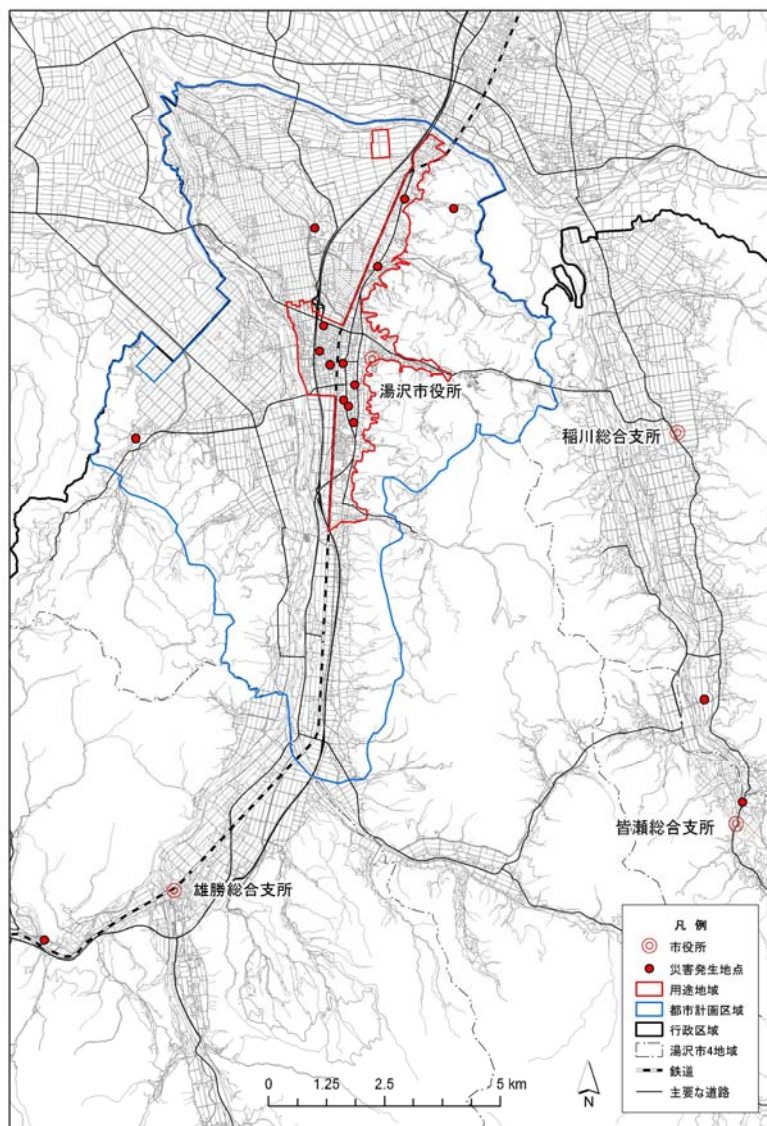 湯沢市役所
稲川総合支所
皆瀬総合支所
雄勝総合支所
凡 例
市役所
災害発生地点
用途地域
都市計画区域
行政区域
湯沢市4地域
鉄道
主要な道路
0 1.25 2.5 5 km
N